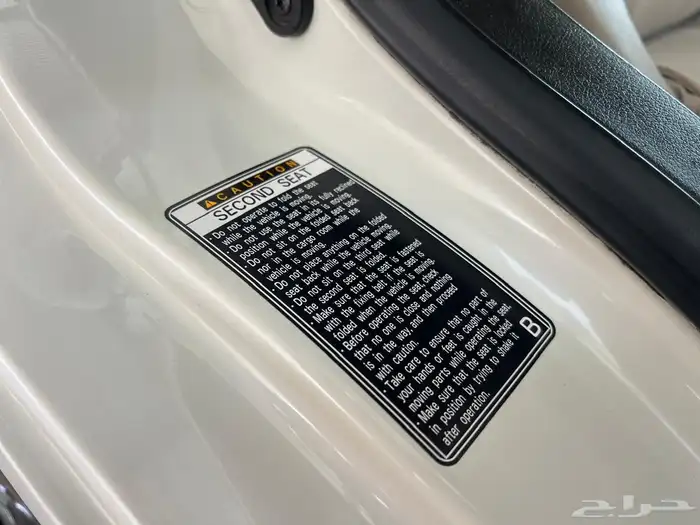 ⚠CAUTION
SECOND SEAT
· Do not operate to fold the seat
while the vehicle is moving.
· Do not use the seat in its fully reclined
position while the vehicle is moving.
· Do not sit on the folded seat back
nor in the cargo room while the
vehicle is moving.
· Do not place anything on the folded
seat back while the vehicle moving.
· Do not sit on the third seat while
the second seat is folded.
· Make sure that the seat is fastened
with the fixing belt, if the seat is
folded when the vehicle is moving.
· Before operating the seat, check
that no one is close and nothing
is in the way, and then proceed
with caution.
· Take care to ensure that no part of
your hands or feet is caught in the
moving parts while operating the seat.
· Make sure that the seat is locked
in position by trying to shake it
after operation.
B
حراج